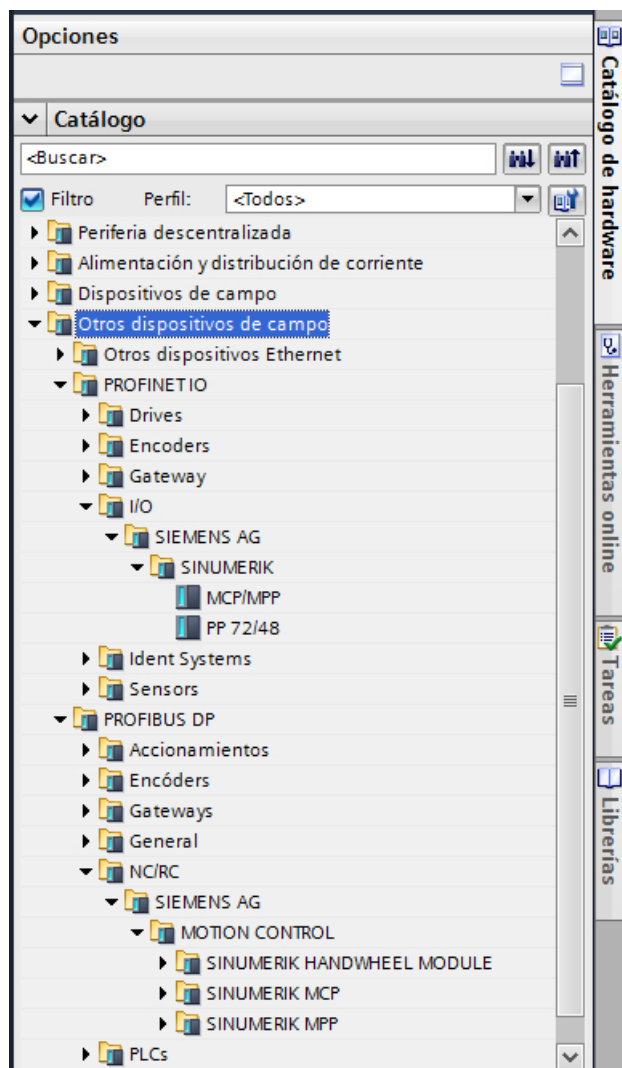 Opciones
Catálogo
<Buscar>
Filtro Perfil: <Todos>
Periferia descentralizada
Alimentación y distribución de corriente
Dispositivos de campo
Otros dispositivos de campo
Otros dispositivos Ethernet
PROFINET IO
Drives
Encoders
Gateway
I/O
SIEMENS AG
SINUMERIK
MCP/MPP
PP 72/48
Ident Systems
Sensors
PROFIBUS DP
Accionamientos
Encóders
Gateways
General
NC/RC
SIEMENS AG
MOTION CONTROL
SINUMERIK HANDWHEEL MODULE
SINUMERIK MCP
SINUMERIK MPP
PLCs
Catálogo de hardware
Herramientas online
Tareas
Librerías